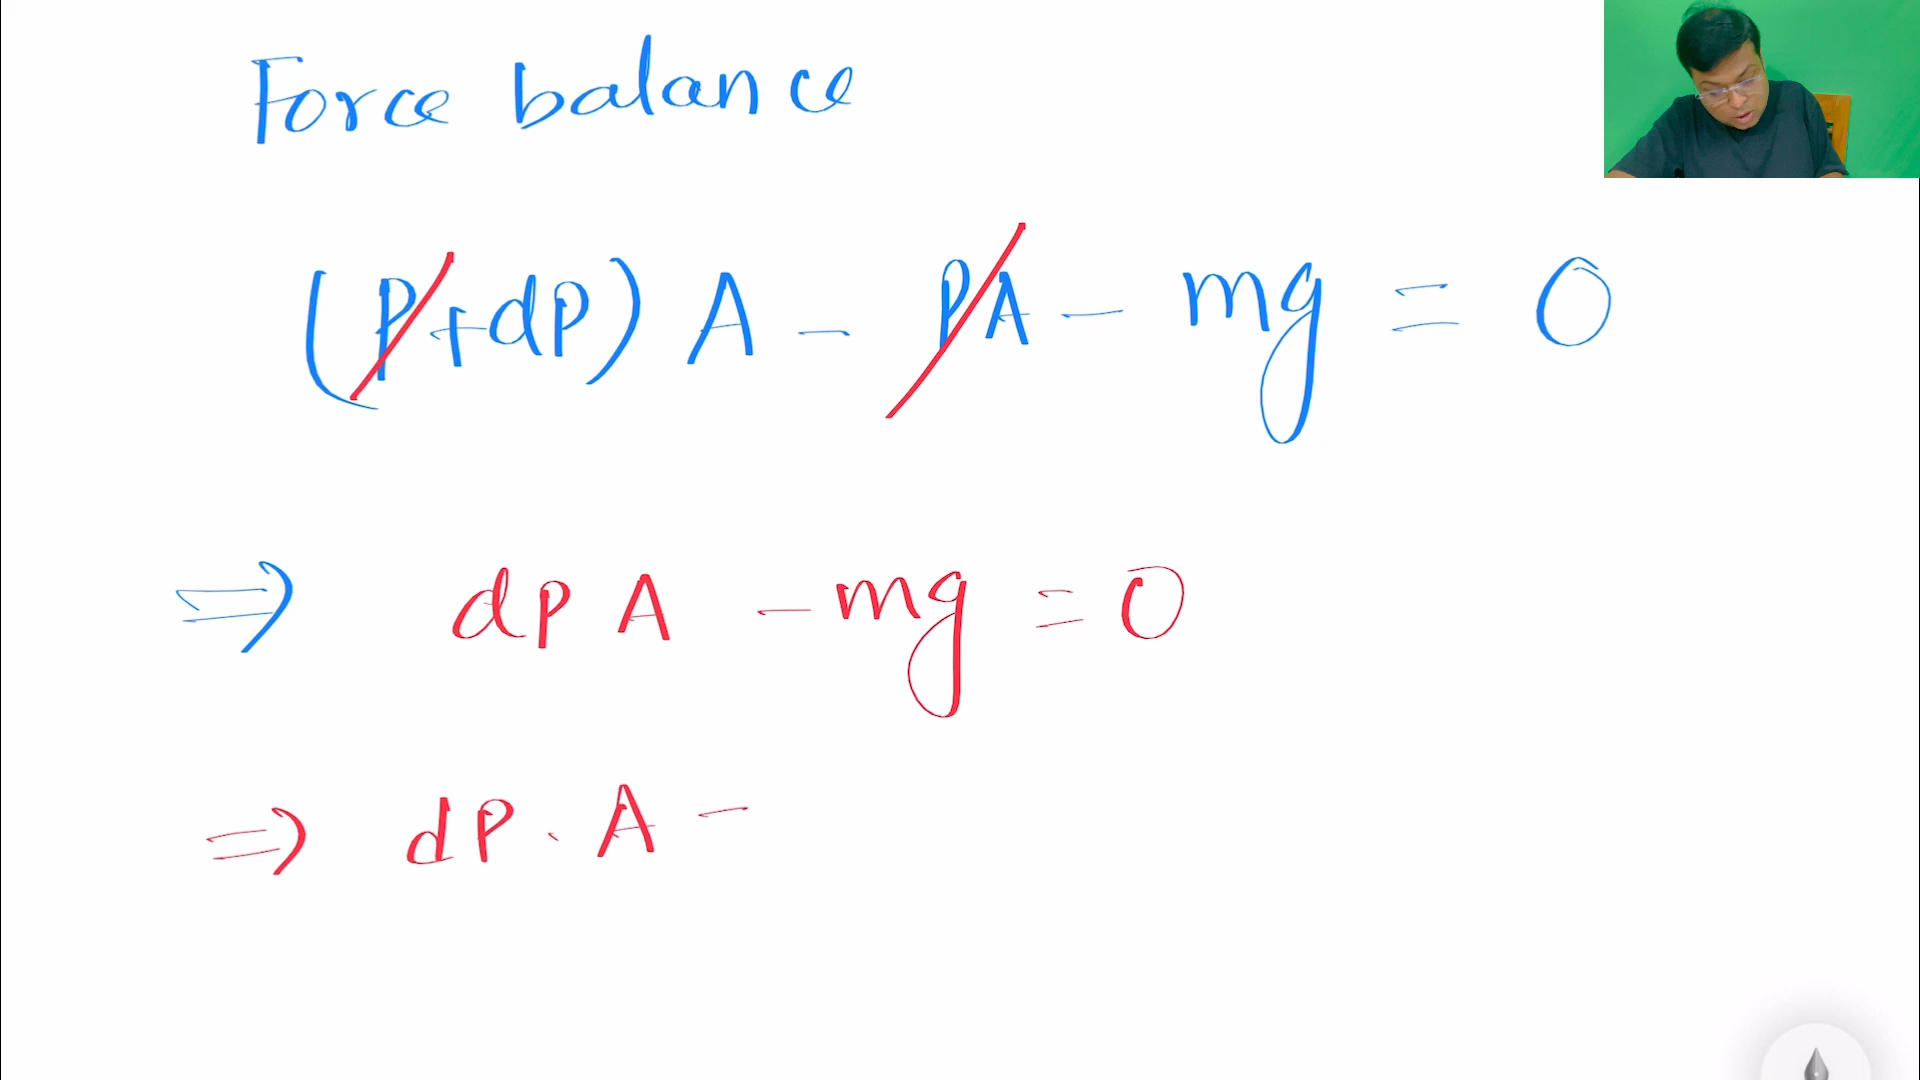 Force balance
(P+dP) A - PA - mg = 0
⇒ dP A - mg = 0
⇒ dP . A -